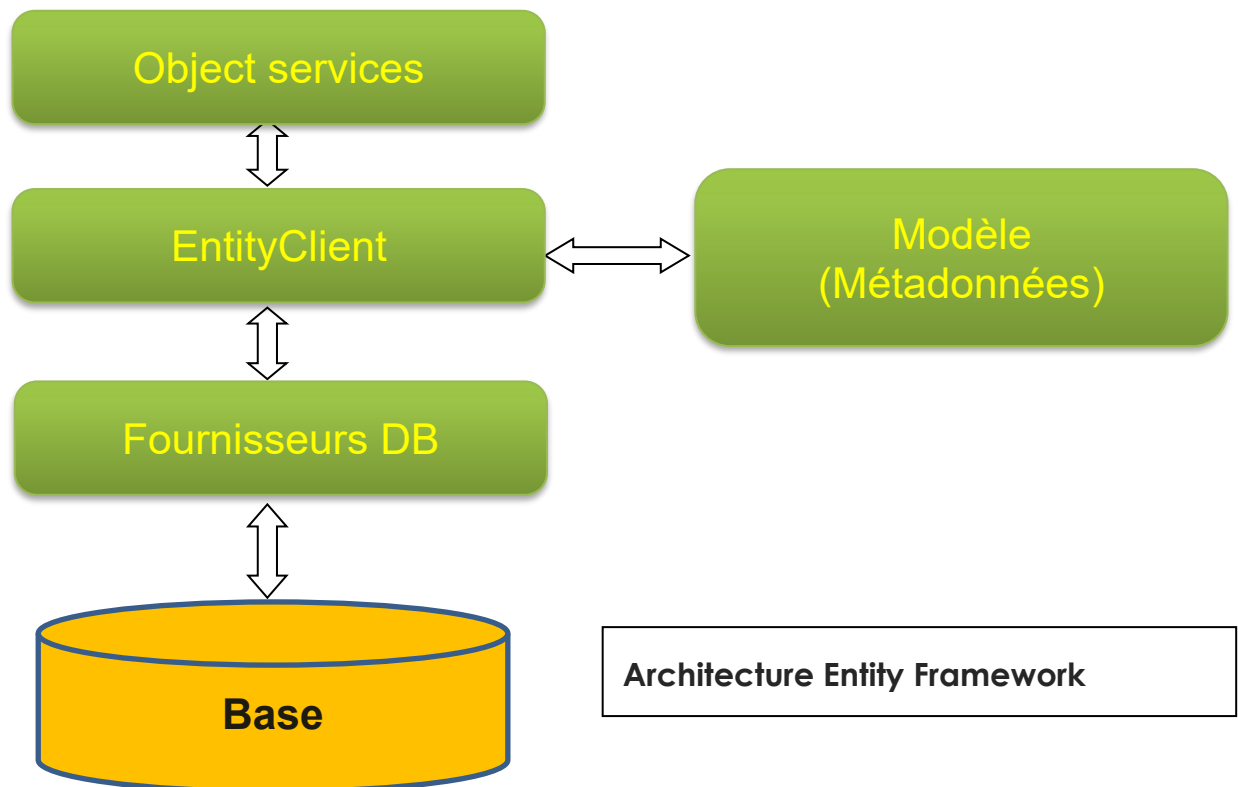 Object services
EntityClient
Modèle
(Métadonnées)
Fournisseurs DB
Base
Architecture Entity Framework